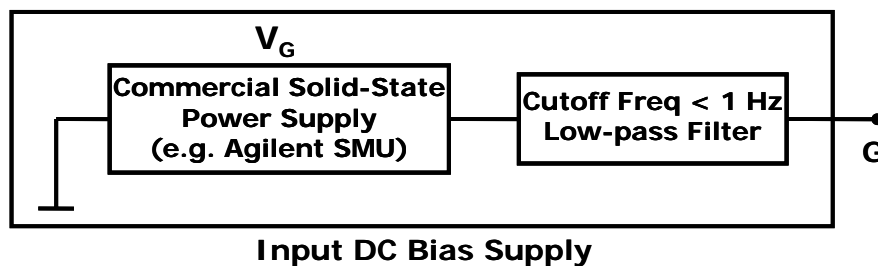 V_G
Commercial Solid-State
Power Supply
(e.g. Agilent SMU)
Cutoff Freq < 1 Hz
Low-pass Filter
G
Input DC Bias Supply